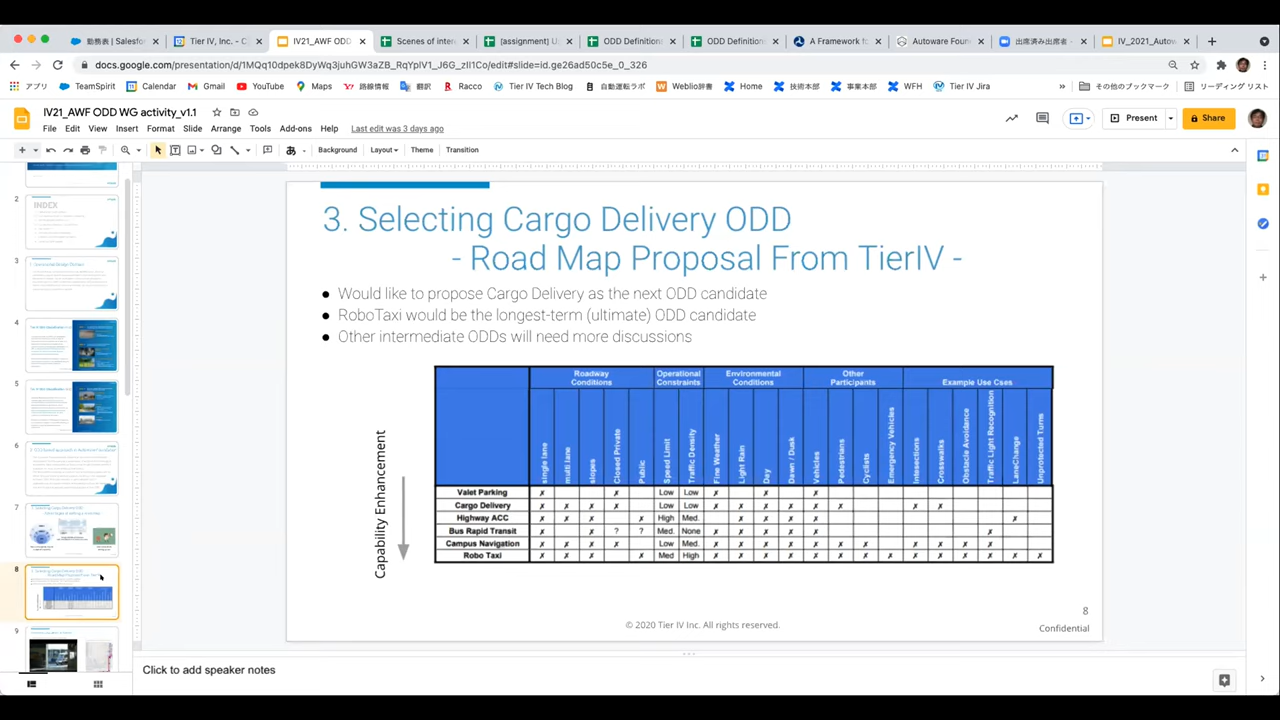 勤務表 | Salesfor
Tier IV, Inc. - C
IV21_AWF ODD
Scenes of inter
[assignment] U
ODD Definition
ODD Definition
A Framework fo
Autoware Foun
出席済み出席者
IV_2021_Autow
docs.google.com/presentation/d/1MQq10dpek8DyWq3juhGW3aZB_RqYplV1_J6G_zIl1Co/edit#slide=id.ge26ad50c5e_0_326
アプリ TeamSpirit Calendar Gmail YouTube Maps 路線情報 翻訳 Racco Tier IV Tech Blog 自動運転ラボ Weblio辞書 Home 技術本部 事業本部 WFH Tier IV Jira » その他のブックマーク リーディング リスト
IV21_AWF ODD WG activity_v1.1
File Edit View Insert Format Slide Arrange Tools Add-ons Help Last edit was 3 days ago
Present
Share
Background Layout Theme Transition
2
INDEX
3
4
5
6
7
8
9
3. Selecting Cargo Delivery ODD
- Road Map Proposal From TierIV -
● Would like to propose Cargo Delivery as the next ODD candidate
● RoboTaxi would be the longest-term (ultimate) ODD candidate
● Other intermediate ODDs will need more discussions
Capability Enhancement
Roadway Conditions
Operational Constraints
Environmental Conditions
Other Participants
Example Use Cses
single lane
multi lane
slopes
Closed Private
Public
Speed Limit
Traffic Density
Fine Weather
Light Rain
Day
Down / Dusk
Vehicles
Pedestrians
Cyclists
Emergency Vehicles
Intersections
Crosswalks
Obstacle Avoidance
Traffic Light Recognition
LaneChange
Unprotected Turns
Valet Parking ✗ ✗ Low Low ✗ ✗ ✗
Cargo Delivery ✗ ✗ ✗ ✗ Low Low ✗ ✗ ✗ ✗ ✗ ✗ ✗ ✗
Highway ACC ✗ ✗ ✗ ✗ High Med. ✗ ✗ ✗ ✗ ✗
Bus Rapid Transit ✗ ? ? Med. None ✗ ✗ ✗ ✗ ✗ ✗
Campus Navigation ✗ ✗ ✗ ✗ Low Med. ✗ ✗ ✗ ✗ ✗ ✗ ✗ ✗ ✗ ✗
Robo Taxi ✗ ✗ ✗ ✗ Med High ✗ ✗ ✗ ✗ ✗ ✗ ✗ ✗ ✗ ✗ ✗ ✗ ✗ ✗
8
© 2020 Tier IV Inc. All rights reserved.
Confidential
Click to add speaker notes